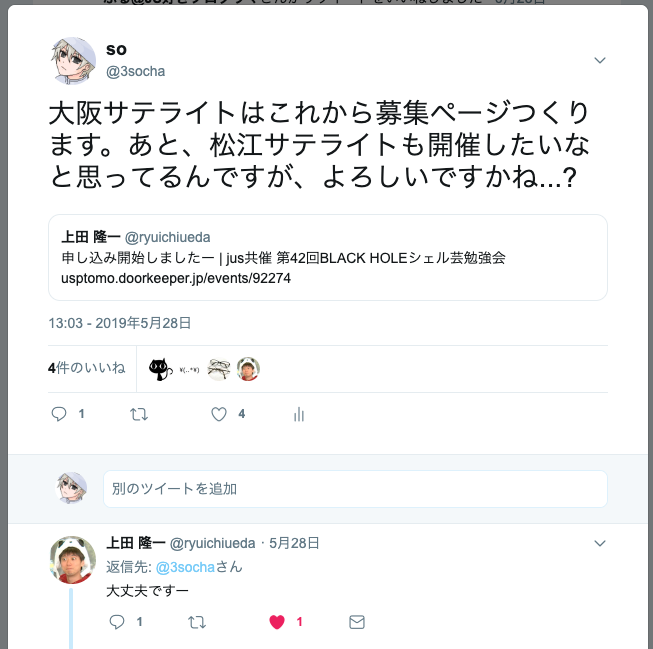 so
@3socha
大阪サテライトはこれから募集ページつくり
ます。あと、松江サテライトも開催したいな
と思ってるんですが、よろしいですかね...?
上田 隆一 @ryuichiueda
申し込み開始しましたー | jus共催 第42回BLACK HOLEシェル芸勉強会
usptomo.doorkeeper.jp/events/92274
13:03 - 2019年5月28日
4件のいいね
1
4
別のツイートを追加
上田 隆一 @ryuichiueda · 5月28日
返信先: @3sochaさん
大丈夫ですー
1
1